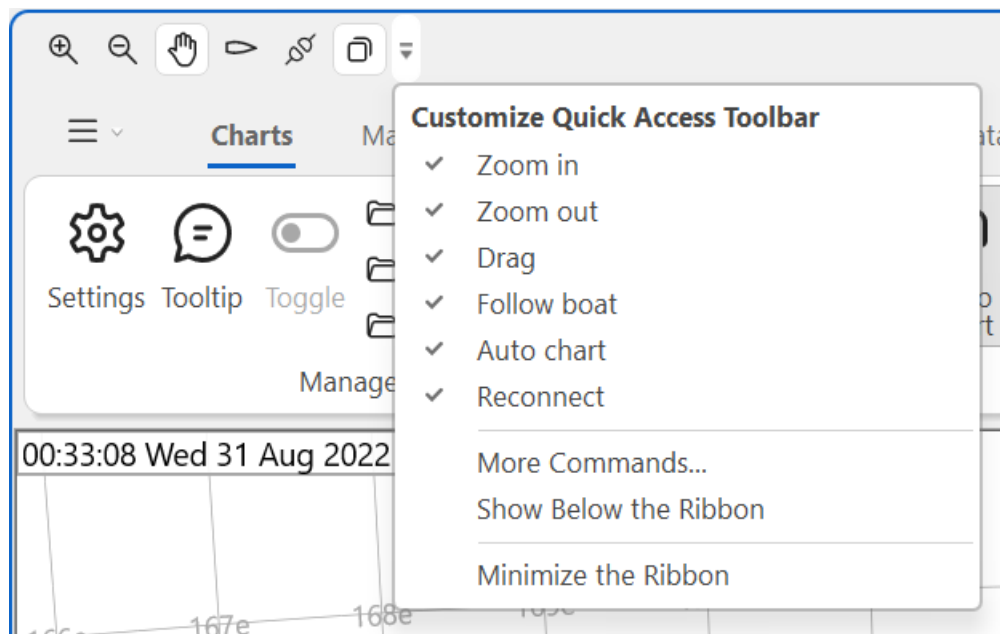 Customize Quick Access Toolbar
Charts
Zoom in
Zoom out
Drag
Follow boat
Auto chart
Reconnect
Settings Tooltip Toggle
Manage
More Commands...
Show Below the Ribbon
Minimize the Ribbon
00:33:08 Wed 31 Aug 2022
167e
168e